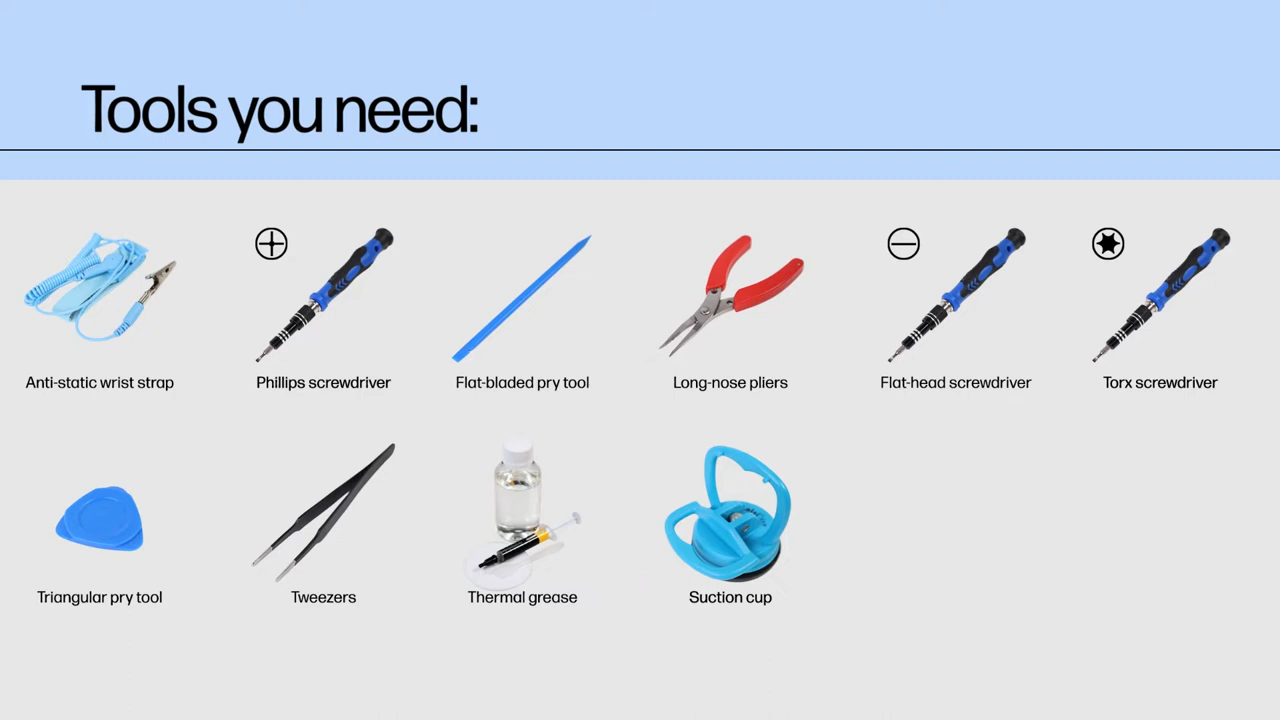 Tools you need:
Anti-static wrist strap
Phillips screwdriver
Flat-bladed pry tool
Long-nose pliers
Flat-head screwdriver
Torx screwdriver
Triangular pry tool
Tweezers
Thermal grease
Suction cup